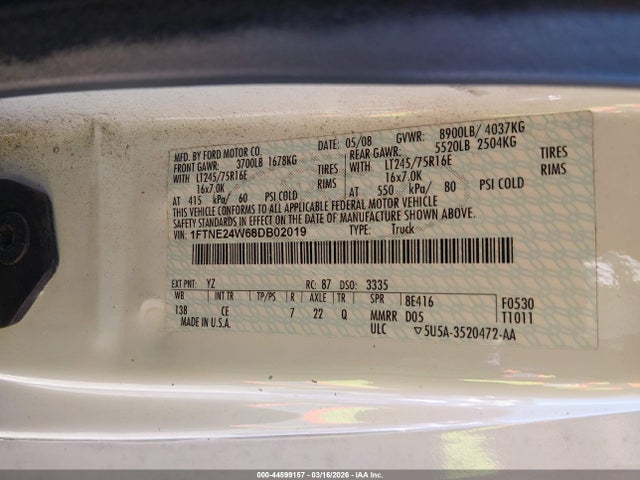 MFD. BY FORD MOTOR CO. DATE: 05/08 GVWR: 8900LB/ 4037KG
FRONT GAWR: 3700LB 1678KG REAR GAWR: 5520LB 2504KG
WITH LT245/75R16E TIRES WITH LT245/75R16E TIRES
16x7.0K RIMS 16x7.0K RIMS
AT 415 kPa/ 60 PSI COLD AT 550 kPa/ 80 PSI COLD
THIS VEHICLE CONFORMS TO ALL APPLICABLE FEDERAL MOTOR VEHICLE
SAFETY STANDARDS IN EFFECT ON THE DATE OF MANUFACTURE SHOWN ABOVE.
VIN: 1FTNE24W68DB02019 TYPE: Truck
EXT PNT: YZ RC: 87 DSO: 3335
WB INT TR TP/PS R AXLE TR SPR 8E416 F0530
138 CE 7 22 Q MMRR D05 T1011
MADE IN U.S.A. ULC ▽5U5A-3520472-AA
000-44599157 - 03/16/2026 - IAA Inc.